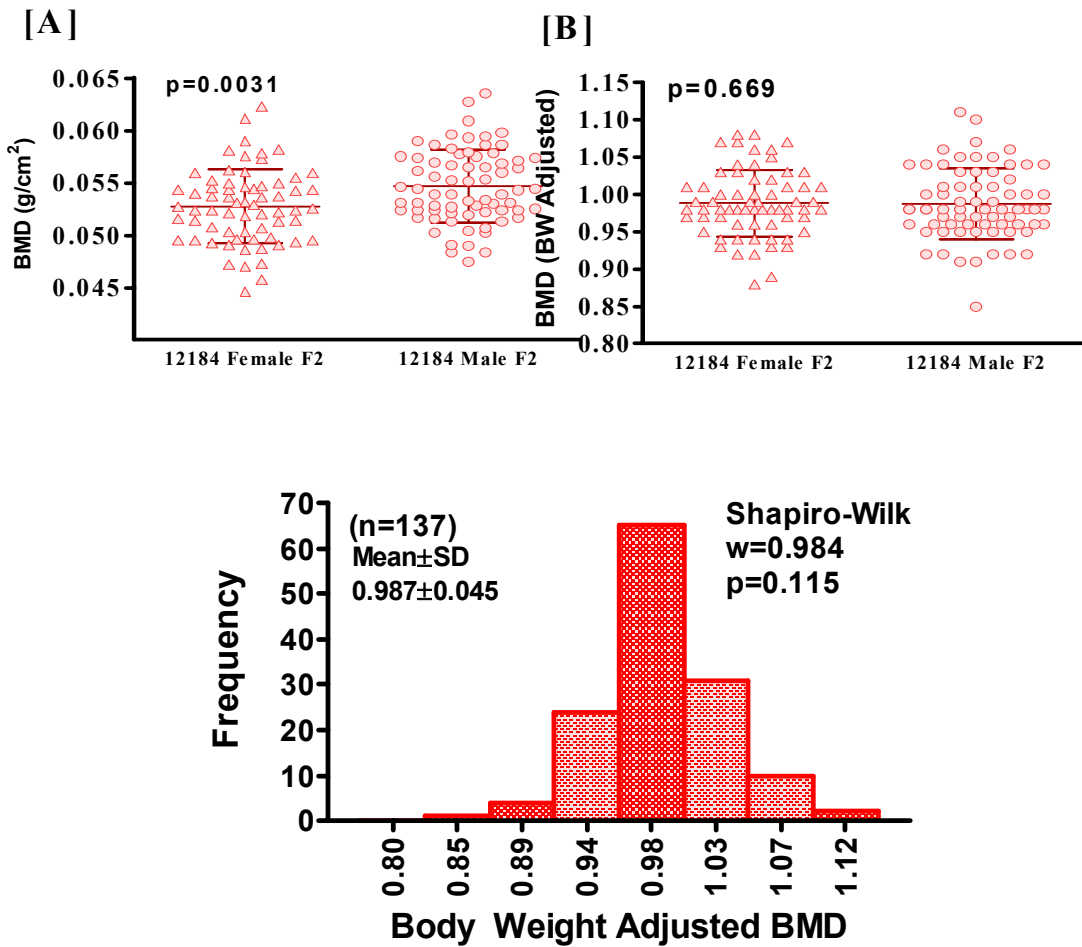 [A]
BMD (g/cm²)
0.065
0.060
0.055
0.050
0.045
p=0.0031
12184 Female F2
12184 Male F2
[B]
BMD (BW Adjusted)
1.15
1.10
1.05
1.00
0.95
0.90
0.85
0.80
p=0.669
12184 Female F2
12184 Male F2
Frequency
70
60
50
40
30
20
10
0
(n=137)
Mean±SD
0.987±0.045
Shapiro-Wilk
w=0.984
p=0.115
0.80
0.85
0.89
0.94
0.98
1.03
1.07
1.12
Body Weight Adjusted BMD